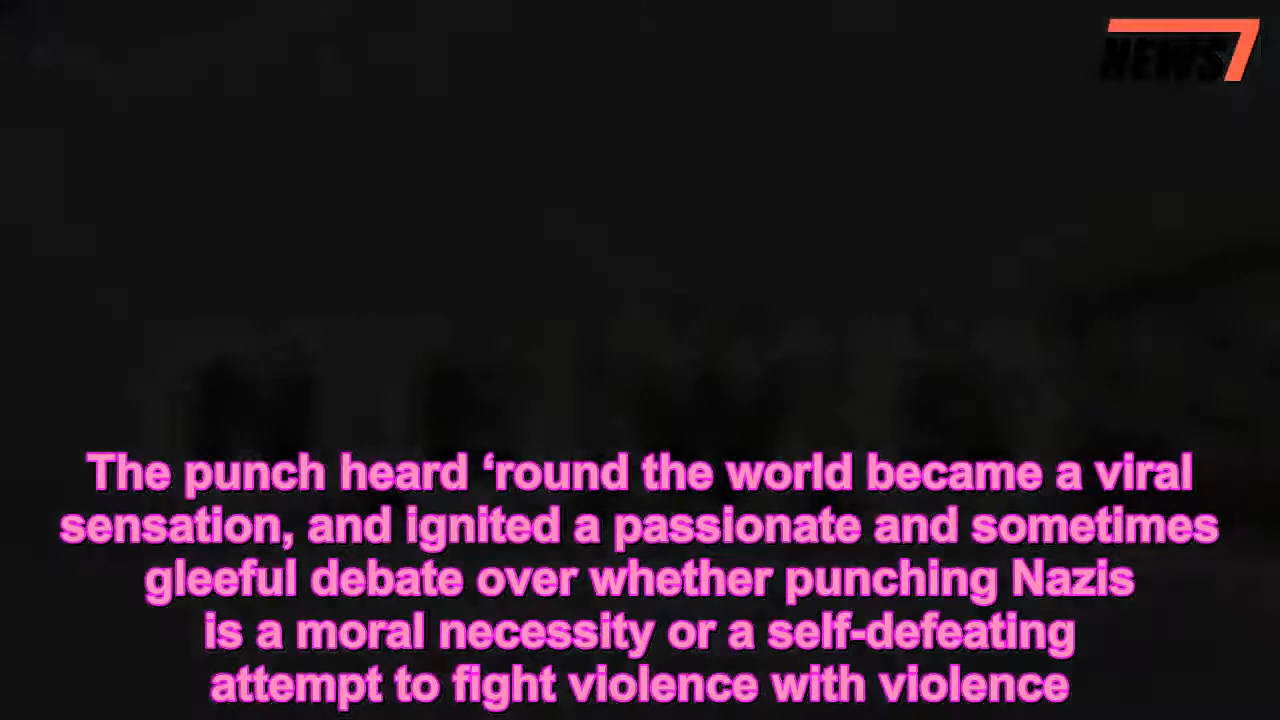 NEWS7
NEWS
The punch heard ‘round the world became a viral
sensation, and ignited a passionate and sometimes
gleeful debate over whether punching Nazis
is a moral necessity or a self-defeating
attempt to fight violence with violence